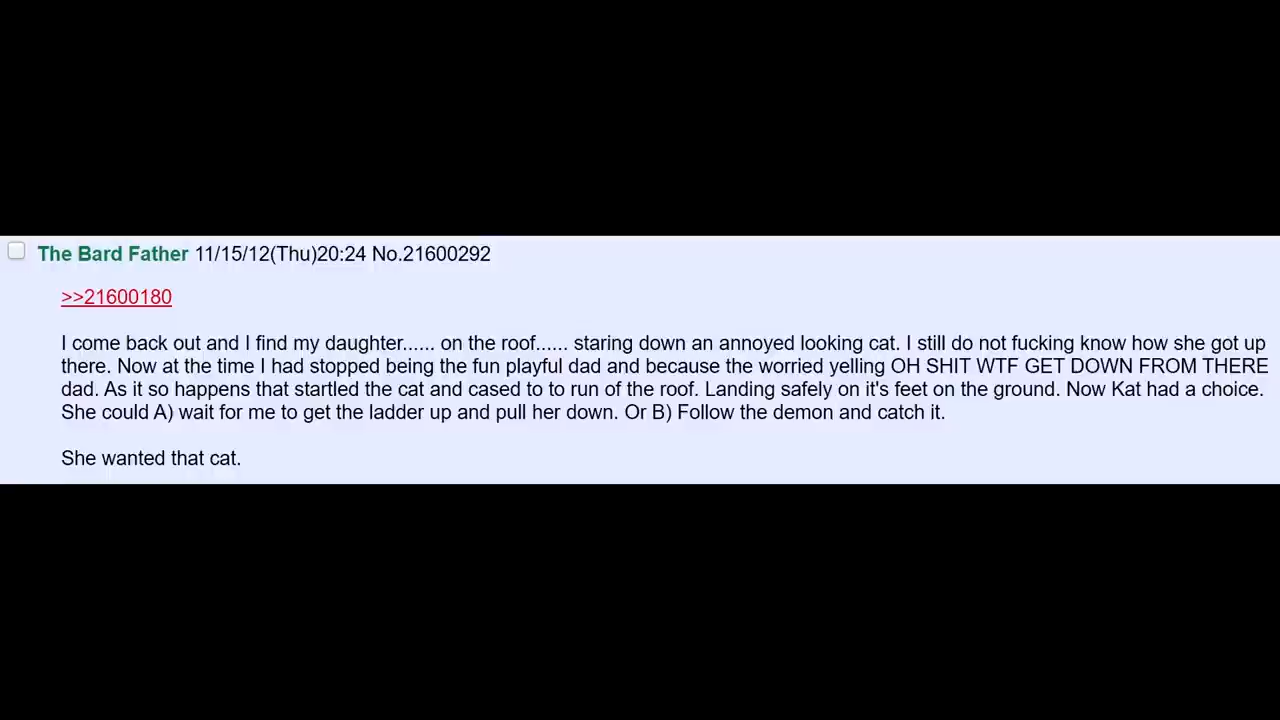 The Bard Father 11/15/12(Thu)20:24 No.21600292
>>21600180
I come back out and I find my daughter...... on the roof...... staring down an annoyed looking cat. I still do not fucking know how she got up
there. Now at the time I had stopped being the fun playful dad and because the worried yelling OH SHIT WTF GET DOWN FROM THERE
dad. As it so happens that startled the cat and cased to to run of the roof. Landing safely on it's feet on the ground. Now Kat had a choice.
She could A) wait for me to get the ladder up and pull her down. Or B) Follow the demon and catch it.
She wanted that cat.